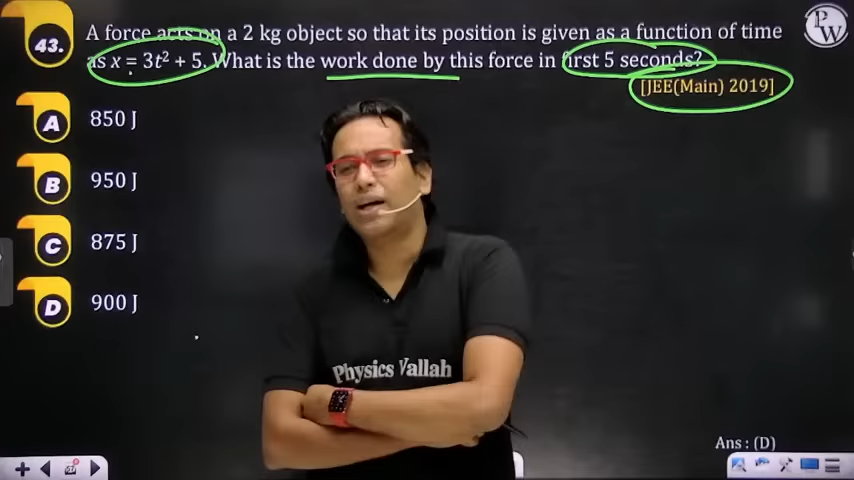 43.
A force acts on a 2 kg object so that its position is given as a function of time
as x = 3t² + 5. What is the work done by this force in first 5 seconds?
[JEE(Main) 2019]
PW
A 850 J
B 950 J
C 875 J
D 900 J
Physics Vallah
Ans : (D)